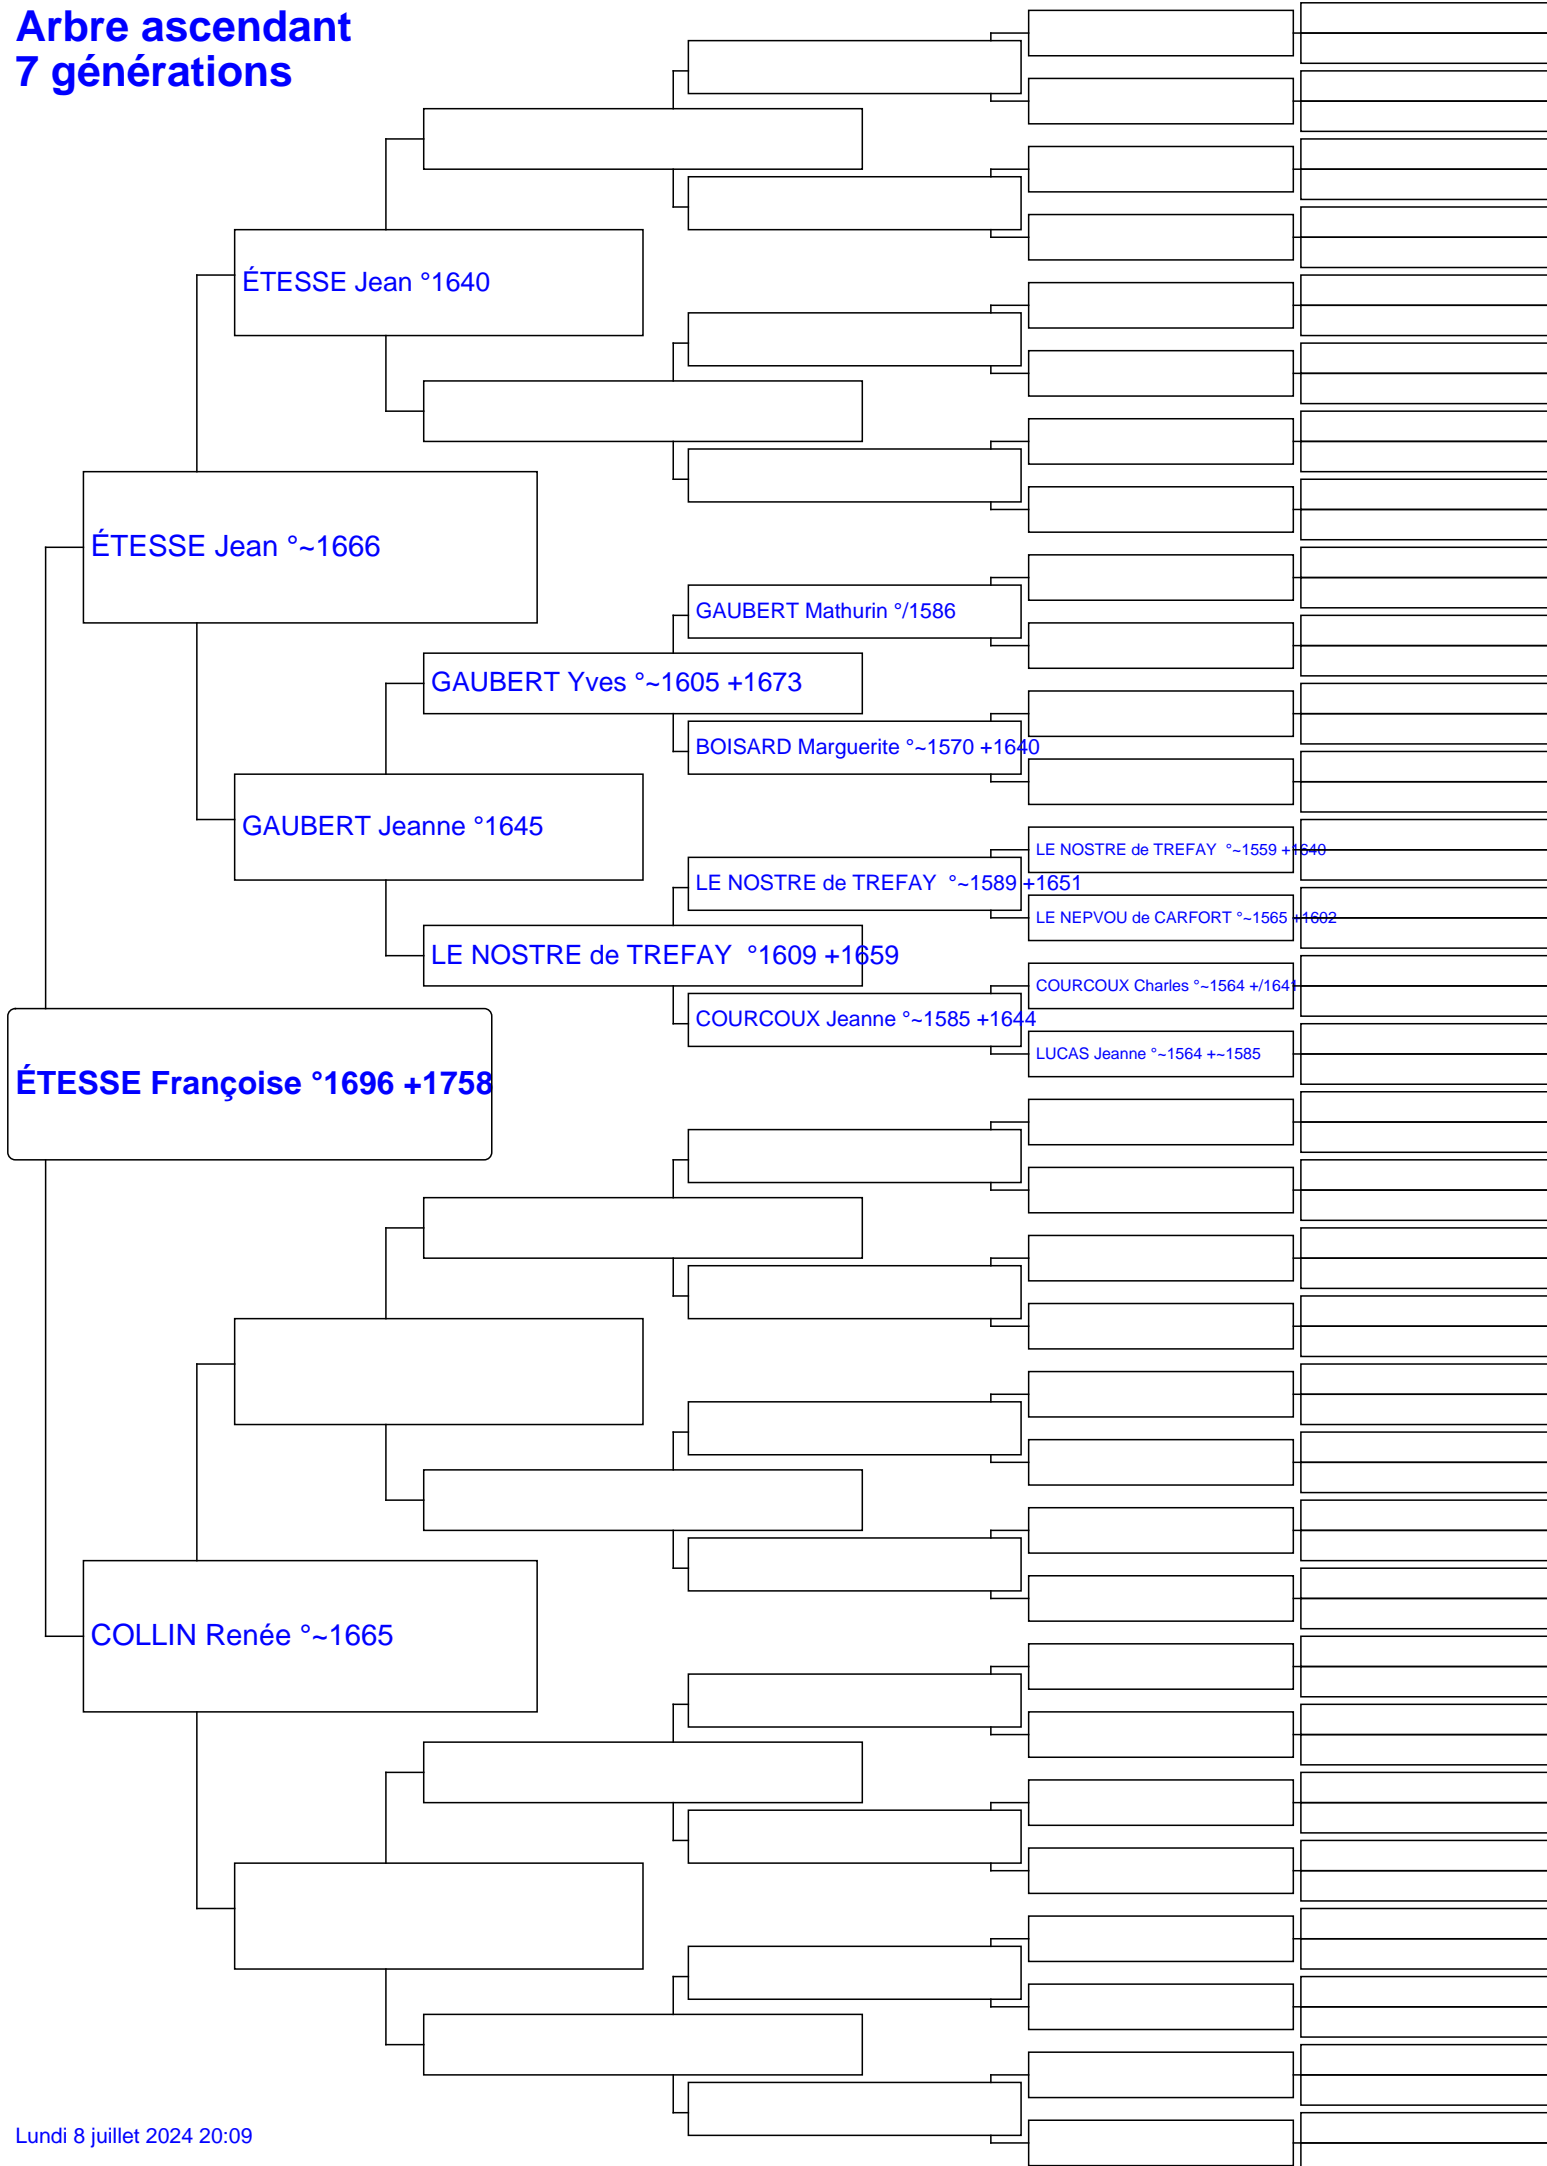 Arbre ascendant
7 générations
ÉTESSE Jean °1640
ÉTESSE Jean °~1666
GAUBERT Mathurin °/1586
GAUBERT Yves °~1605 +1673
BOISARD Marguerite °~1570 +1640
GAUBERT Jeanne °1645
LE NOSTRE de TREFAY  °~1559 +1640
LE NOSTRE de TREFAY  °~1589 +1651
LE NEPVOU de CARFORT °~1565 +1602
LE NOSTRE de TREFAY  °1609 +1659
COURCOUX Charles °~1564 +/1641
COURCOUX Jeanne °~1585 +1644
LUCAS Jeanne °~1564 +~1585
ÉTESSE Françoise °1696 +1758
COLLIN Renée °~1665
Lundi 8 juillet 2024 20:09